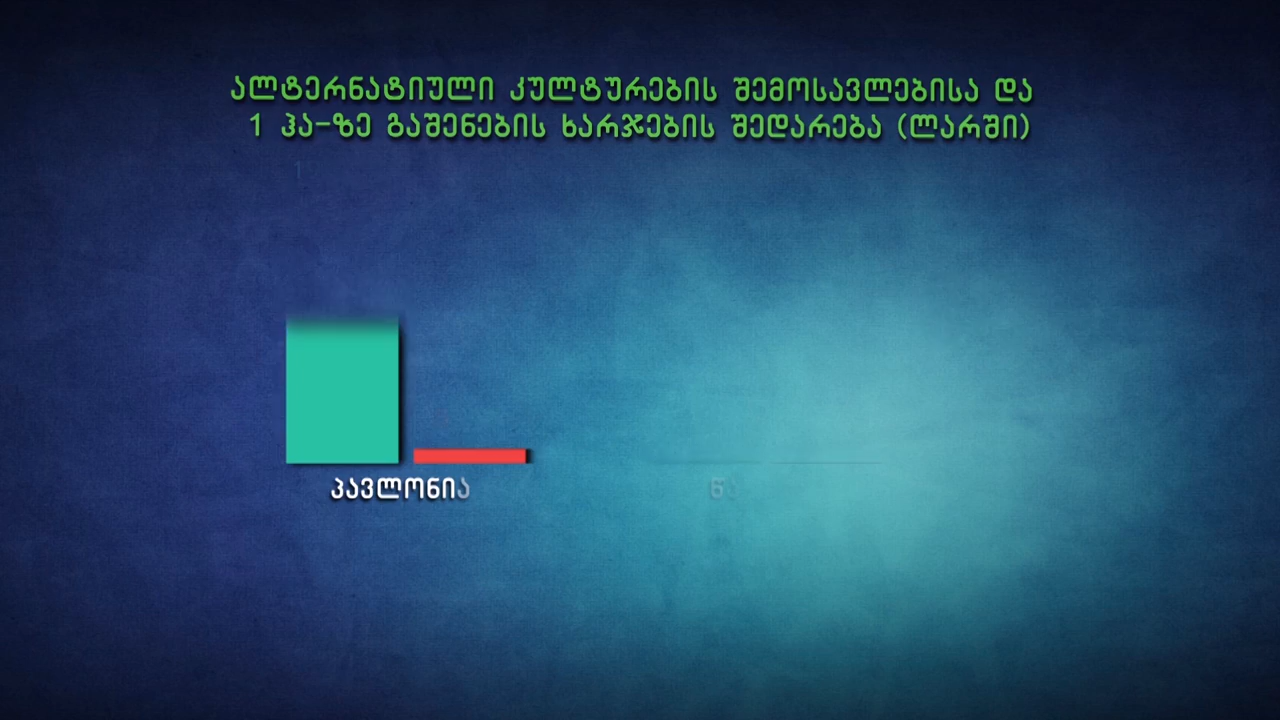 ალტერნატიული კულტურების შემოსავლებისა და
1 ჰა-ზე გაშენების ხარჯების შედარება (ლარში)
პავლონია